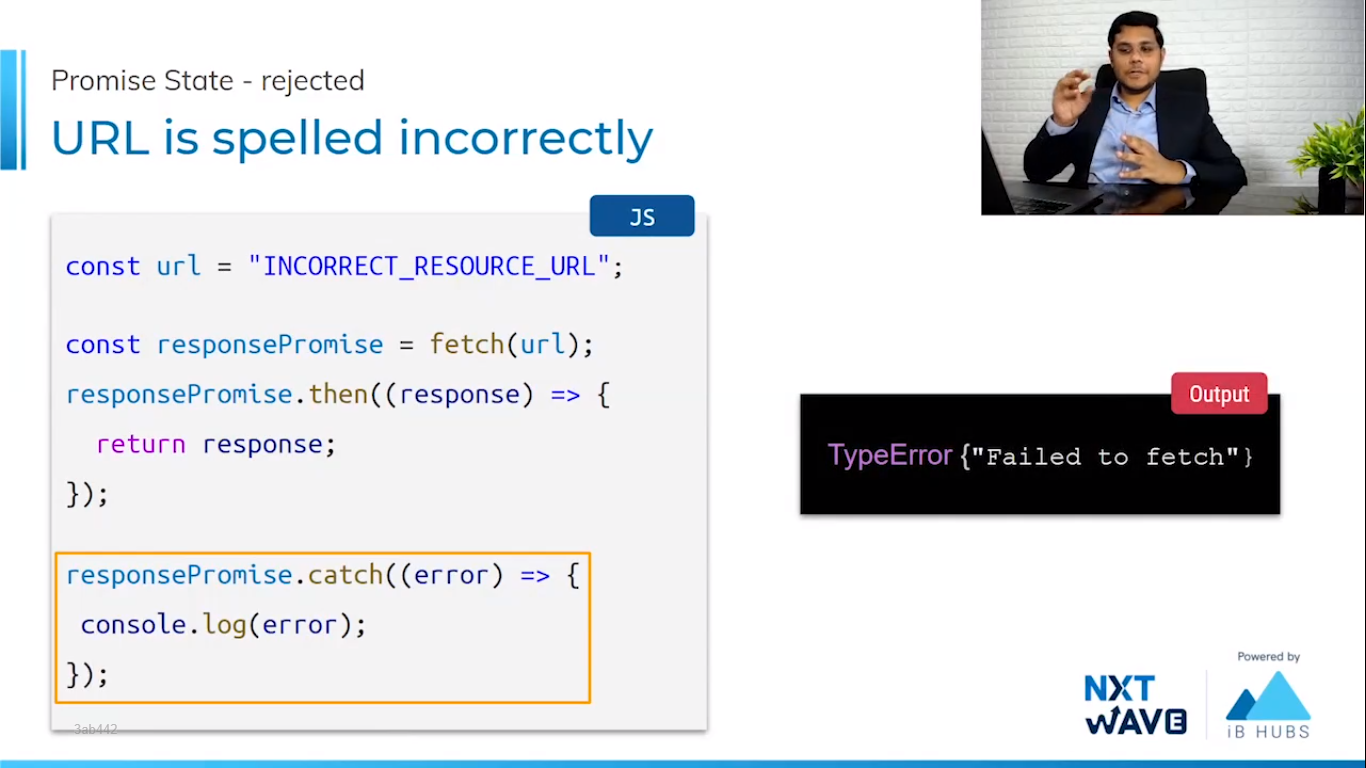 Promise State - rejected
URL is spelled incorrectly
JS
const url = "INCORRECT_RESOURCE_URL";
const responsePromise = fetch(url);
responsePromise.then((response) => {
  return response;
});
responsePromise.catch((error) => {
 console.log(error);
});
3ab442
Output
TypeError {"Failed to fetch"}
NXT
WAVE
Powered by
iB HUBS